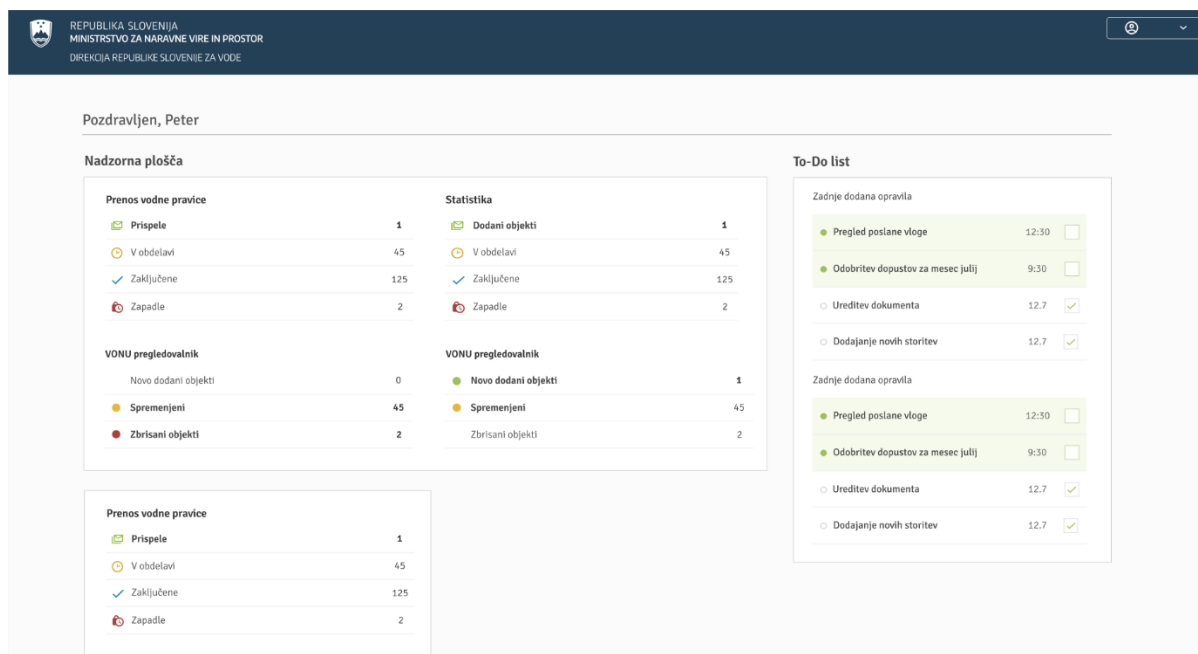 REPUBLIKA SLOVENIJA
MINISTRSTVO ZA NARAVNE VIRE IN PROSTOR
DIREKCIJA REPUBLIKE SLOVENIJE ZA VODE
Pozdravljen, Peter
Nadzorna plošča
Prenos vodne pravice
Prispele 1
V obdelavi 45
Zaključene 125
Zapadle 2
Statistika
Dodani objekti 1
V obdelavi 45
Zaključene 125
Zapadle 2
VONU pregledovalnik
Novo dodani objekti 0
Spremenjeni 45
Zbrisani objekti 2
VONU pregledovalnik
Novo dodani objekti 1
Spremenjeni 45
Zbrisani objekti 2
Prenos vodne pravice
Prispele 1
V obdelavi 45
Zaključene 125
Zapadle 2
To-Do list
Zadnje dodana opravila
Pregled poslane vloge 12:30
Odobritev dopustov za mesec julij 9:30
Ureditev dokumenta 12.7
Dodajanje novih storitev 12.7
Zadnje dodana opravila
Pregled poslane vloge 12:30
Odobritev dopustov za mesec julij 9:30
Ureditev dokumenta 12.7
Dodajanje novih storitev 12.7